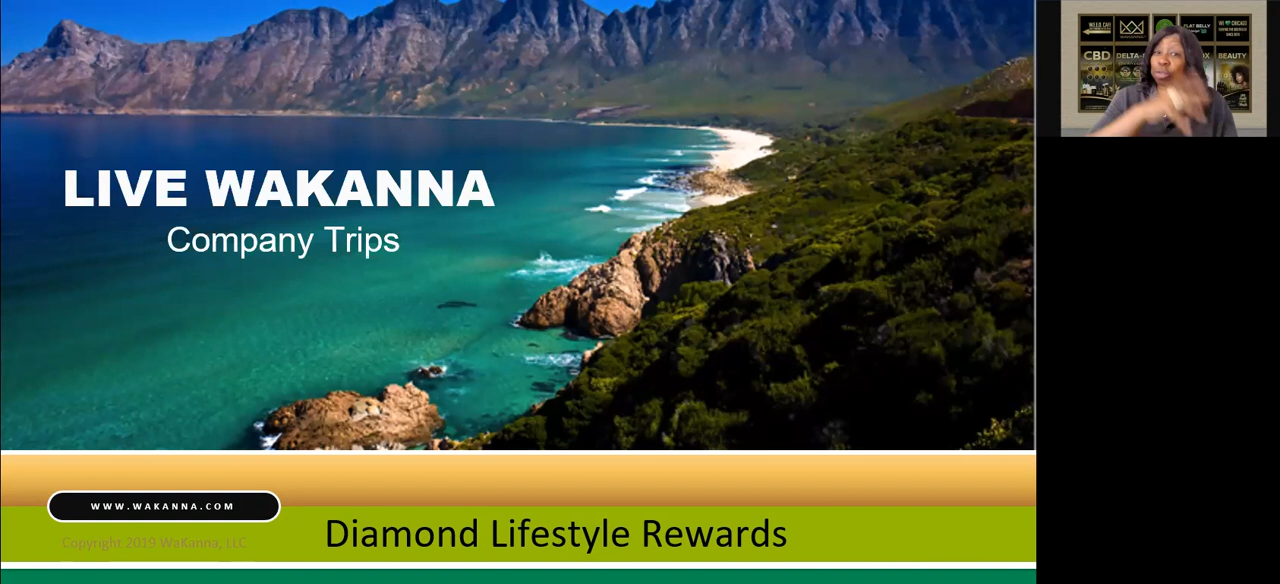 LIVE WAKANNA
Company Trips
WWW.WAKANNA.COM
Copyright 2019 WaKanna, LLC
Diamond Lifestyle Rewards
CBD
BEAUTY